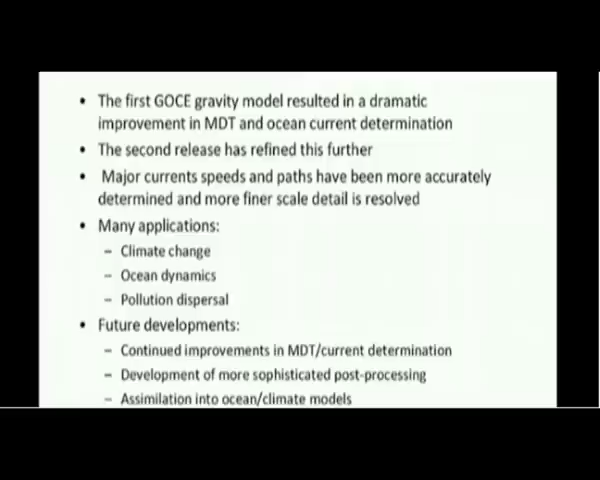 • The first GOCE gravity model resulted in a dramatic
improvement in MDT and ocean current determination
• The second release has refined this further
• Major currents speeds and paths have been more accurately
determined and more finer scale detail is resolved
• Many applications:
– Climate change
– Ocean dynamics
– Pollution dispersal
• Future developments:
– Continued improvements in MDT/current determination
– Development of more sophisticated post-processing
– Assimilation into ocean/climate models